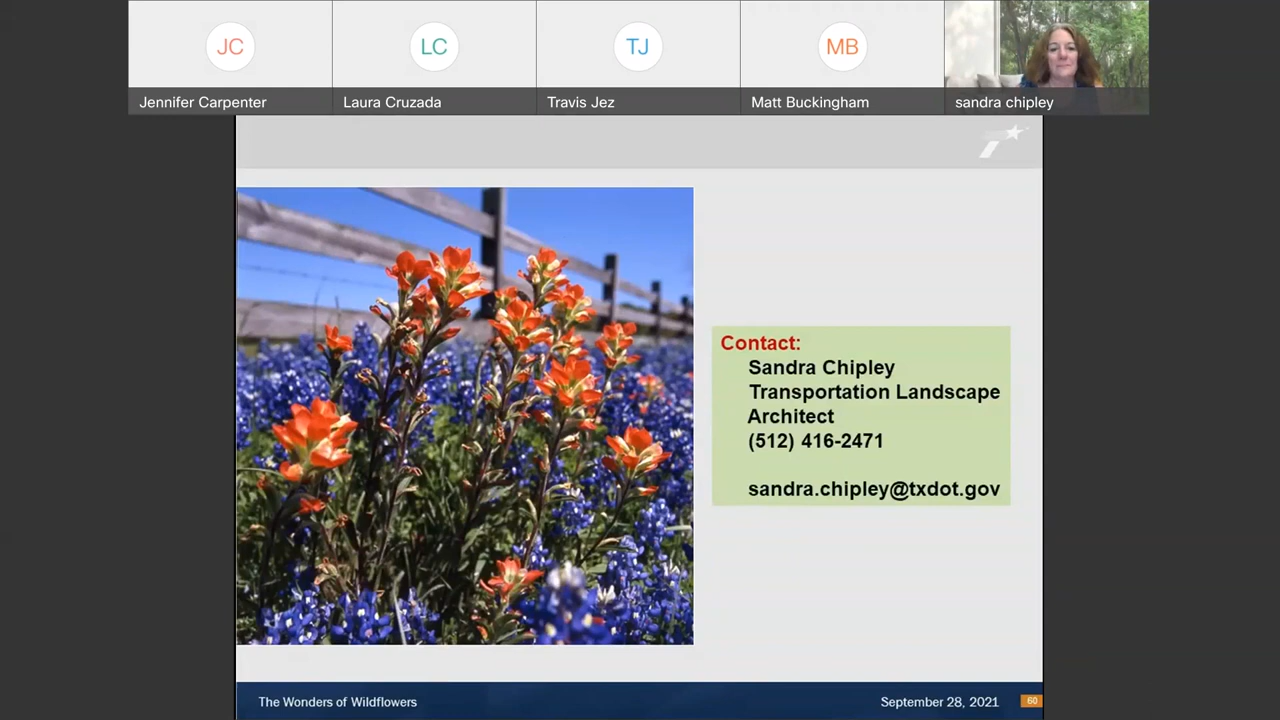 JC
LC
TJ
MB
Jennifer Carpenter
Laura Cruzada
Travis Jez
Matt Buckingham
sandra chipley
Contact:
Sandra Chipley
Transportation Landscape
Architect
(512) 416-2471
sandra.chipley@txdot.gov
The Wonders of Wildflowers
September 28, 2021
60